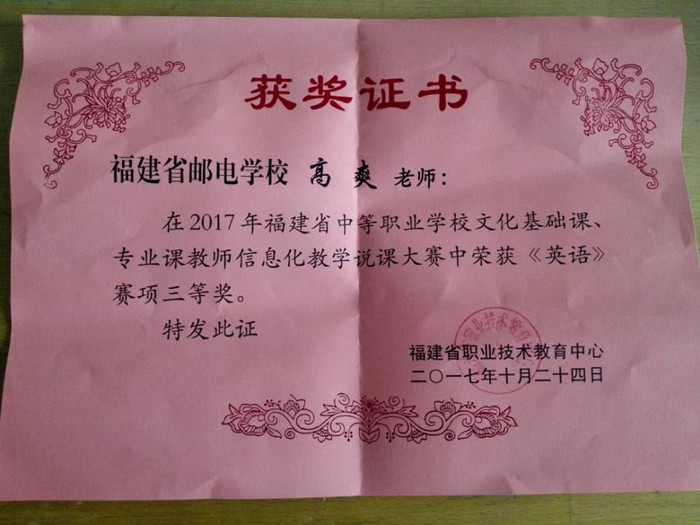 获奖证书
福建省邮电学校 高 爽 老师：
在2017年福建省中等职业学校文化基础课、
专业课教师信息化教学说课大赛中荣获《英语》
赛项三等奖。
特发此证
福建省职业技术教育中心
二〇一七年十月二十四日